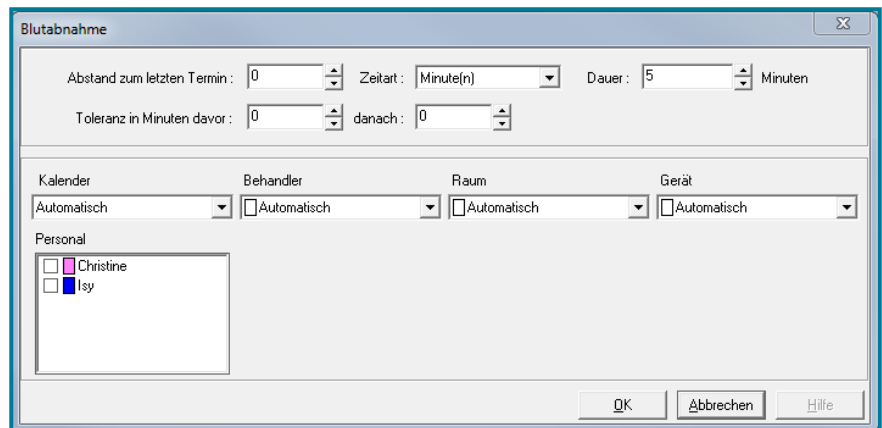 Blutabnahme
Abstand zum letzten Termin : 0 Zeitart : Minute(n) Dauer : 5 Minuten
Toleranz in Minuten davor : 0 danach : 0
Kalender Behandler Raum Gerät
Automatisch Automatisch Automatisch Automatisch
Personal
Christine
Isy
OK Abbrechen Hilfe